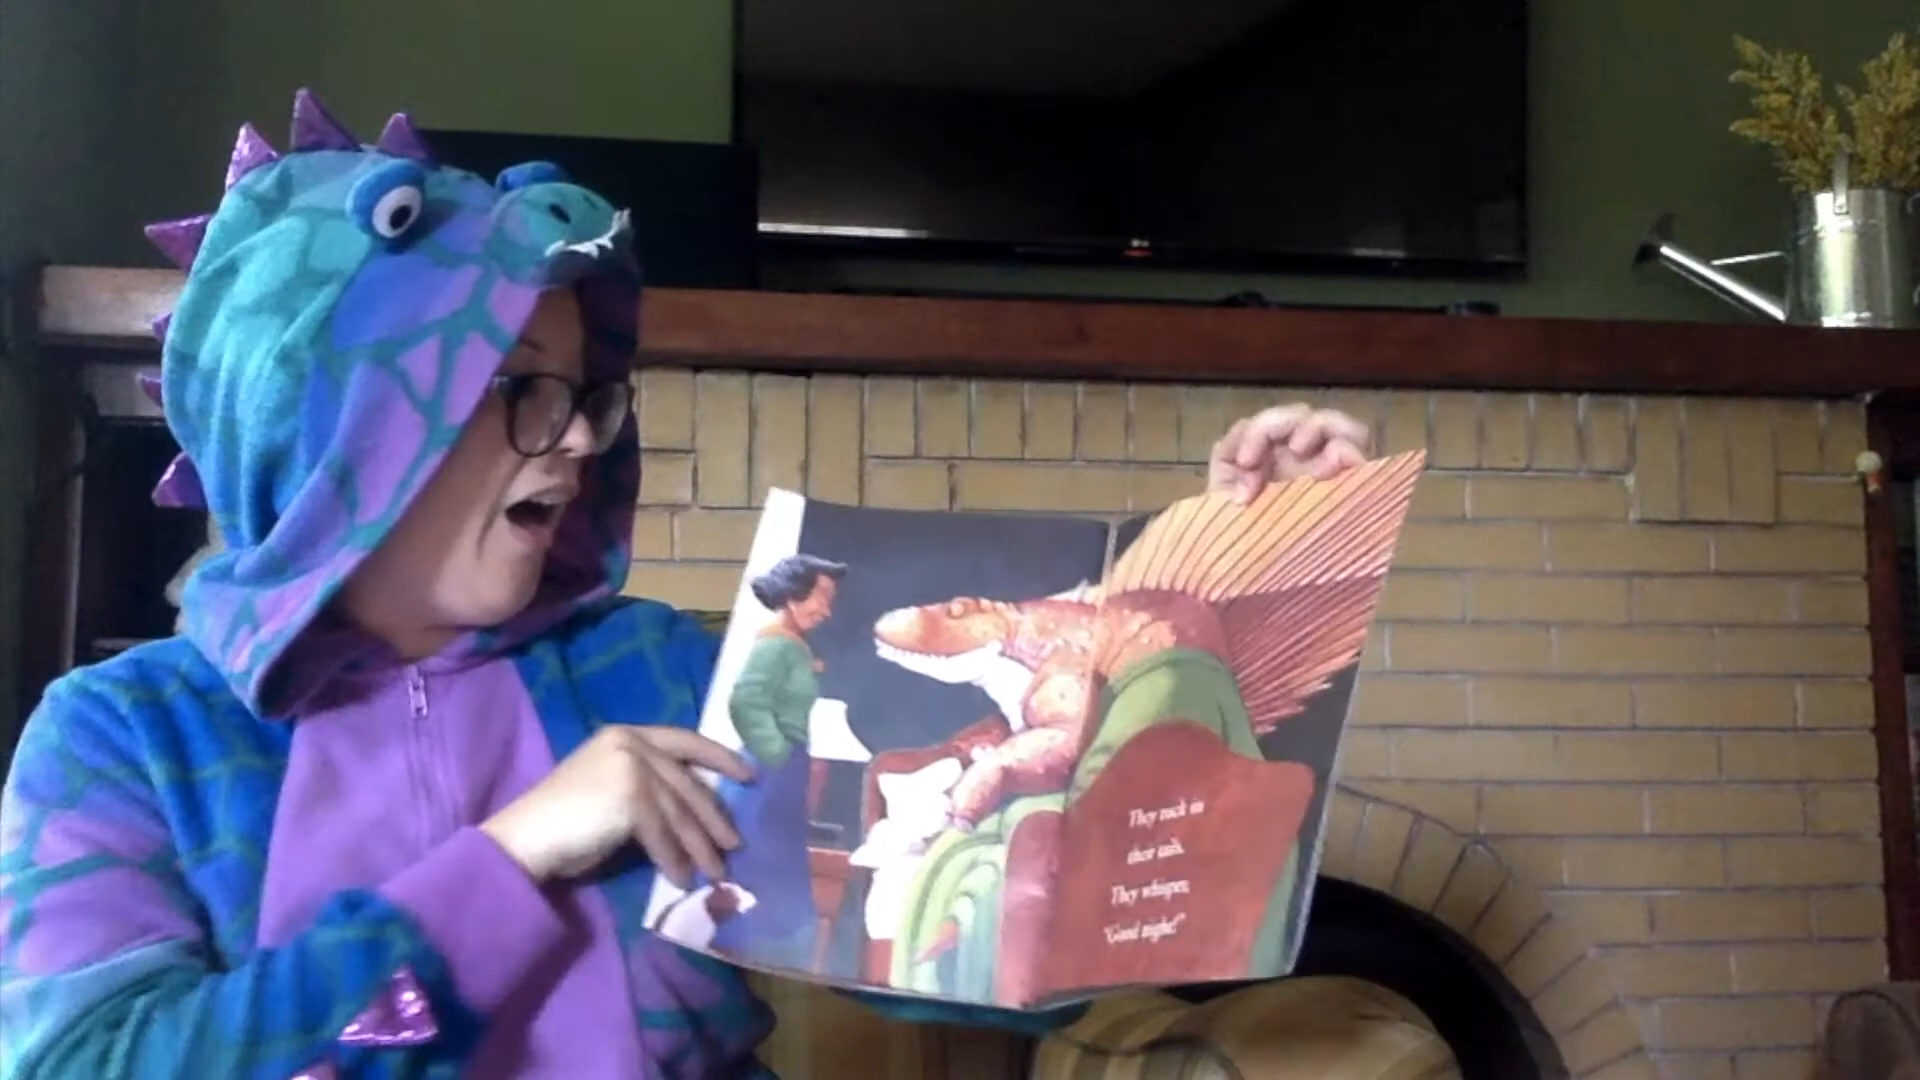 They tuck in
their tails.
They whisper,
"Good night!"